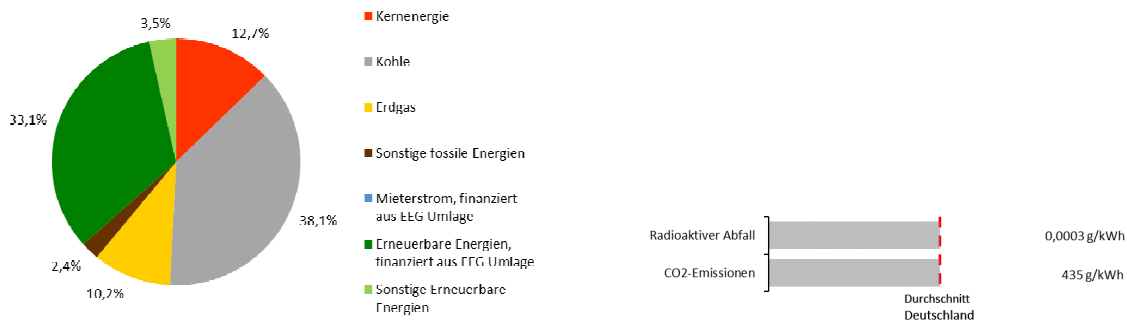 3,5%
12,7%
33,1%
38,1%
2,4%
10,2%
Kernenergie
Kohle
Erdgas
Sonstige fossile Energien
Mieterstrom, finanziert
aus EEG Umlage
Erneuerbare Energien,
finanziert aus EEG Umlage
Sonstige Erneuerbare
Energien
Radioaktiver Abfall
0,0003 g/kWh
CO2-Emissionen
435 g/kWh
Durchschnitt
Deutschland